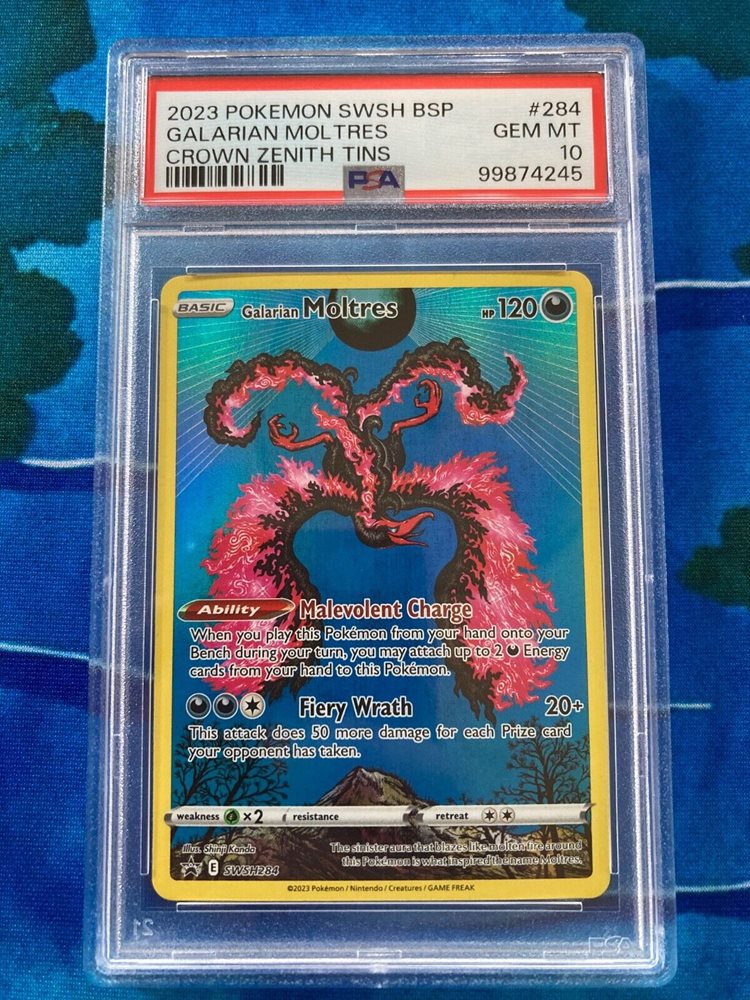 2023 POKEMON SWSH BSP #284
GALARIAN MOLTRES GEM MT
CROWN ZENITH TINS 10
PSA 99874245
BASIC Galarian Moltres HP 120
Ability Malevolent Charge
When you play this Pokémon from your hand onto your
Bench during your turn, you may attach up to 2 Energy
cards from your hand to this Pokémon.
Fiery Wrath 20+
This attack does 50 more damage for each Prize card
your opponent has taken.
weakness ×2 resistance retreat
Illus. Shinji Kanda
The sinister aura that blazes like molten fire around
this Pokémon is what inspired the name Moltres.
E SWSH284
©2023 Pokémon / Nintendo / Creatures / GAME FREAK
21
PSA